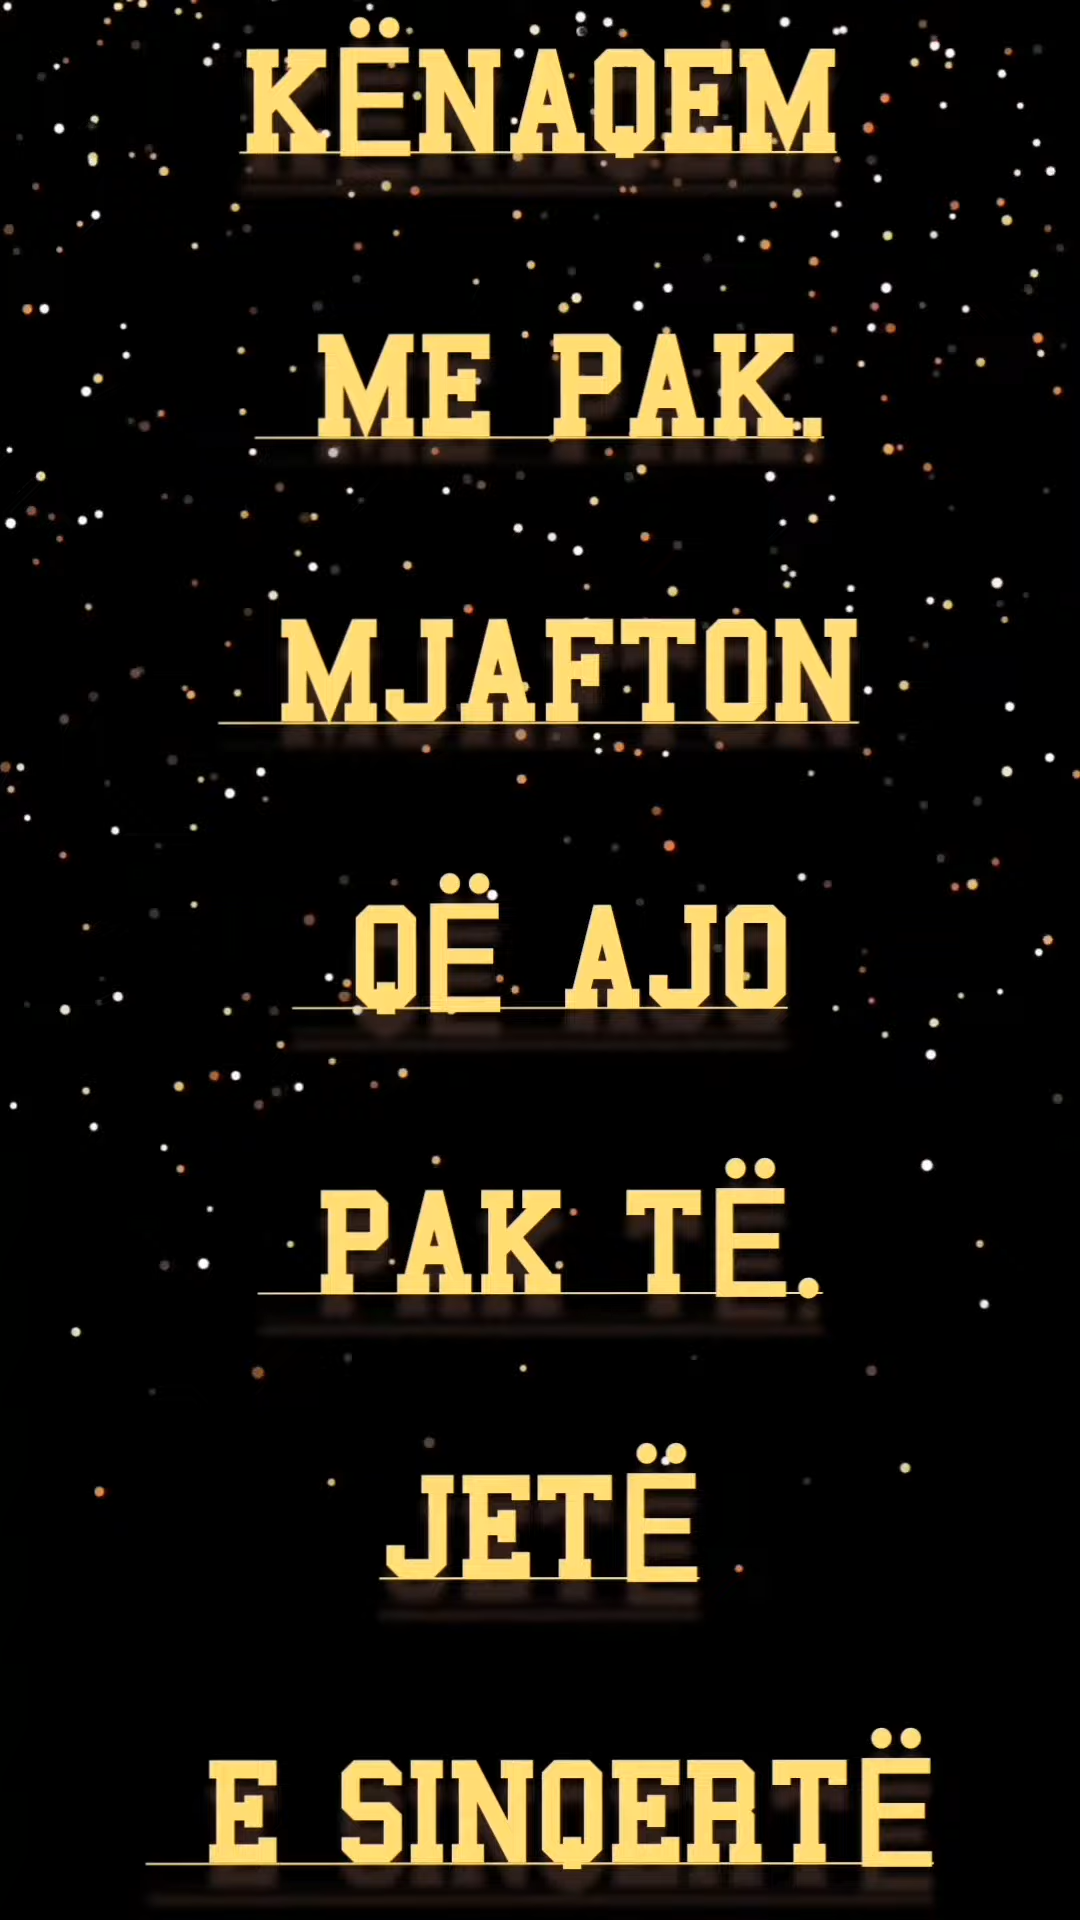 KËNAQEM
ME PAK.
MJAFTON
QË AJO
PAK TË.
JETË
E SINQERTË